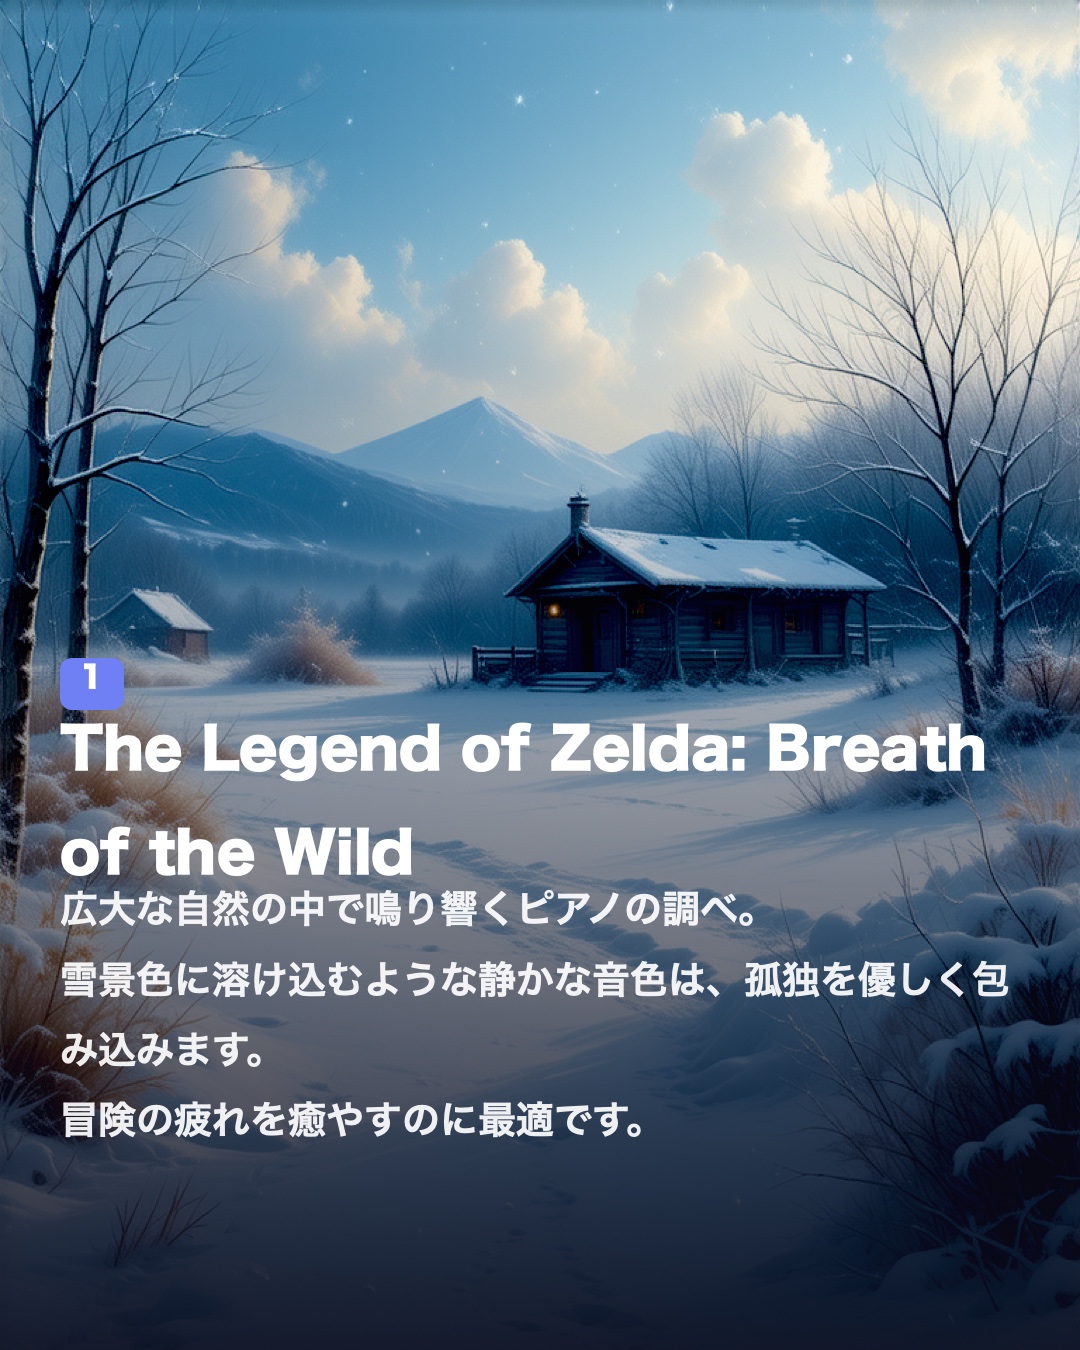 1
The Legend of Zelda: Breath
of the Wild
広大な自然の中で鳴り響くピアノの調べ。
雪景色に溶け込むような静かな音色は、孤独を優しく包
み込みます。
冒険の疲れを癒やすのに最適です。